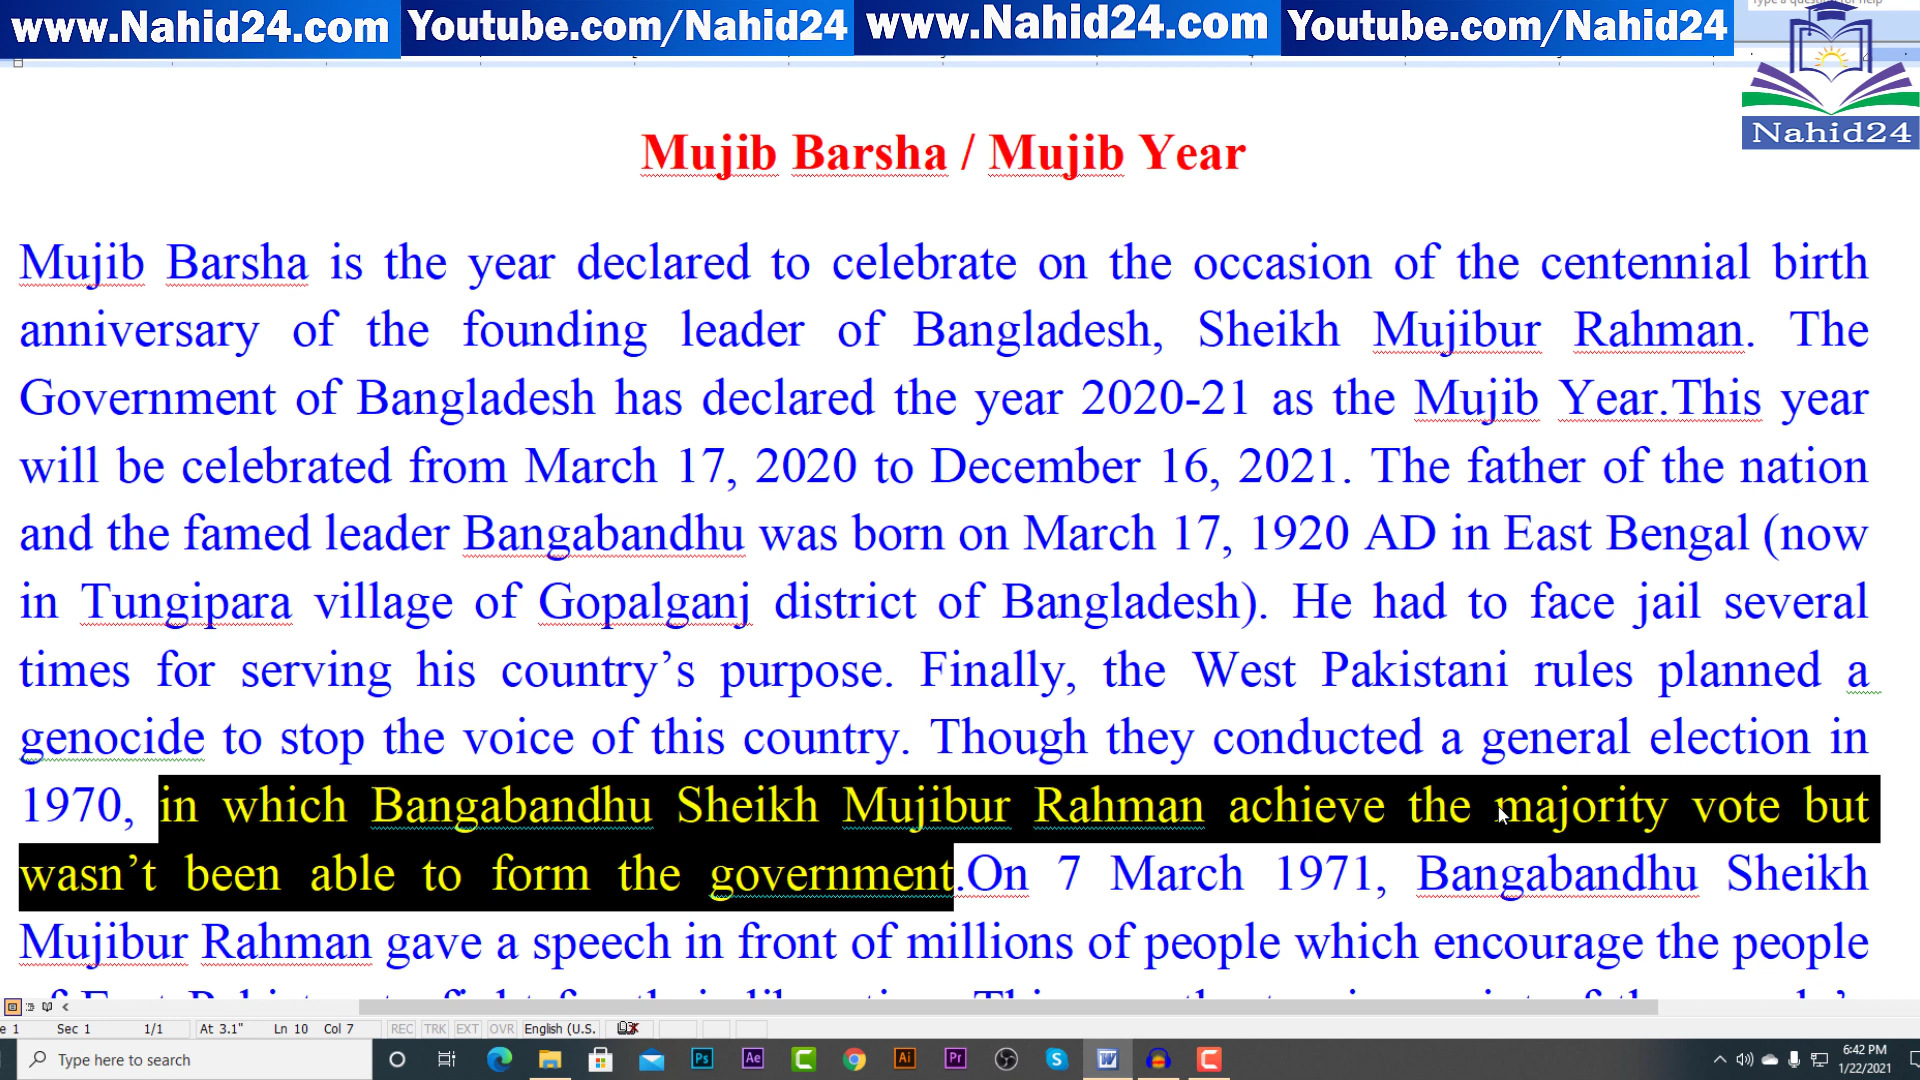 Type a question for help
www.Nahid24.com Youtube.com/Nahid24 www.Nahid24.com Youtube.com/Nahid24
Nahid24
Mujib Barsha / Mujib Year
Mujib Barsha is the year declared to celebrate on the occasion of the centennial birth
anniversary of the founding leader of Bangladesh, Sheikh Mujibur Rahman. The
Government of Bangladesh has declared the year 2020-21 as the Mujib Year.This year
will be celebrated from March 17, 2020 to December 16, 2021. The father of the nation
and the famed leader Bangabandhu was born on March 17, 1920 AD in East Bengal (now
in Tungipara village of Gopalganj district of Bangladesh). He had to face jail several
times for serving his country’s purpose. Finally, the West Pakistani rules planned a
genocide to stop the voice of this country. Though they conducted a general election in
1970, in which Bangabandhu Sheikh Mujibur Rahman achieve the majority vote but
wasn’t been able to form the government.On 7 March 1971, Bangabandhu Sheikh
Mujibur Rahman gave a speech in front of millions of people which encourage the people
e 1 Sec 1 1/1 At 3.1" Ln 10 Col 7 REC TRK EXT OVR English (U.S.
Type here to search Ps Ae C Ai Pr S W C 6:42 PM
1/22/2021